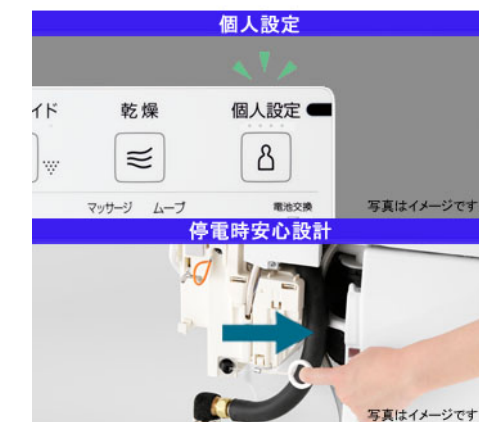 個人設定
イド 乾燥 個人設定
マッサージ ムーブ 電池交換
写真はイメージです
停電時安心設計
写真はイメージです